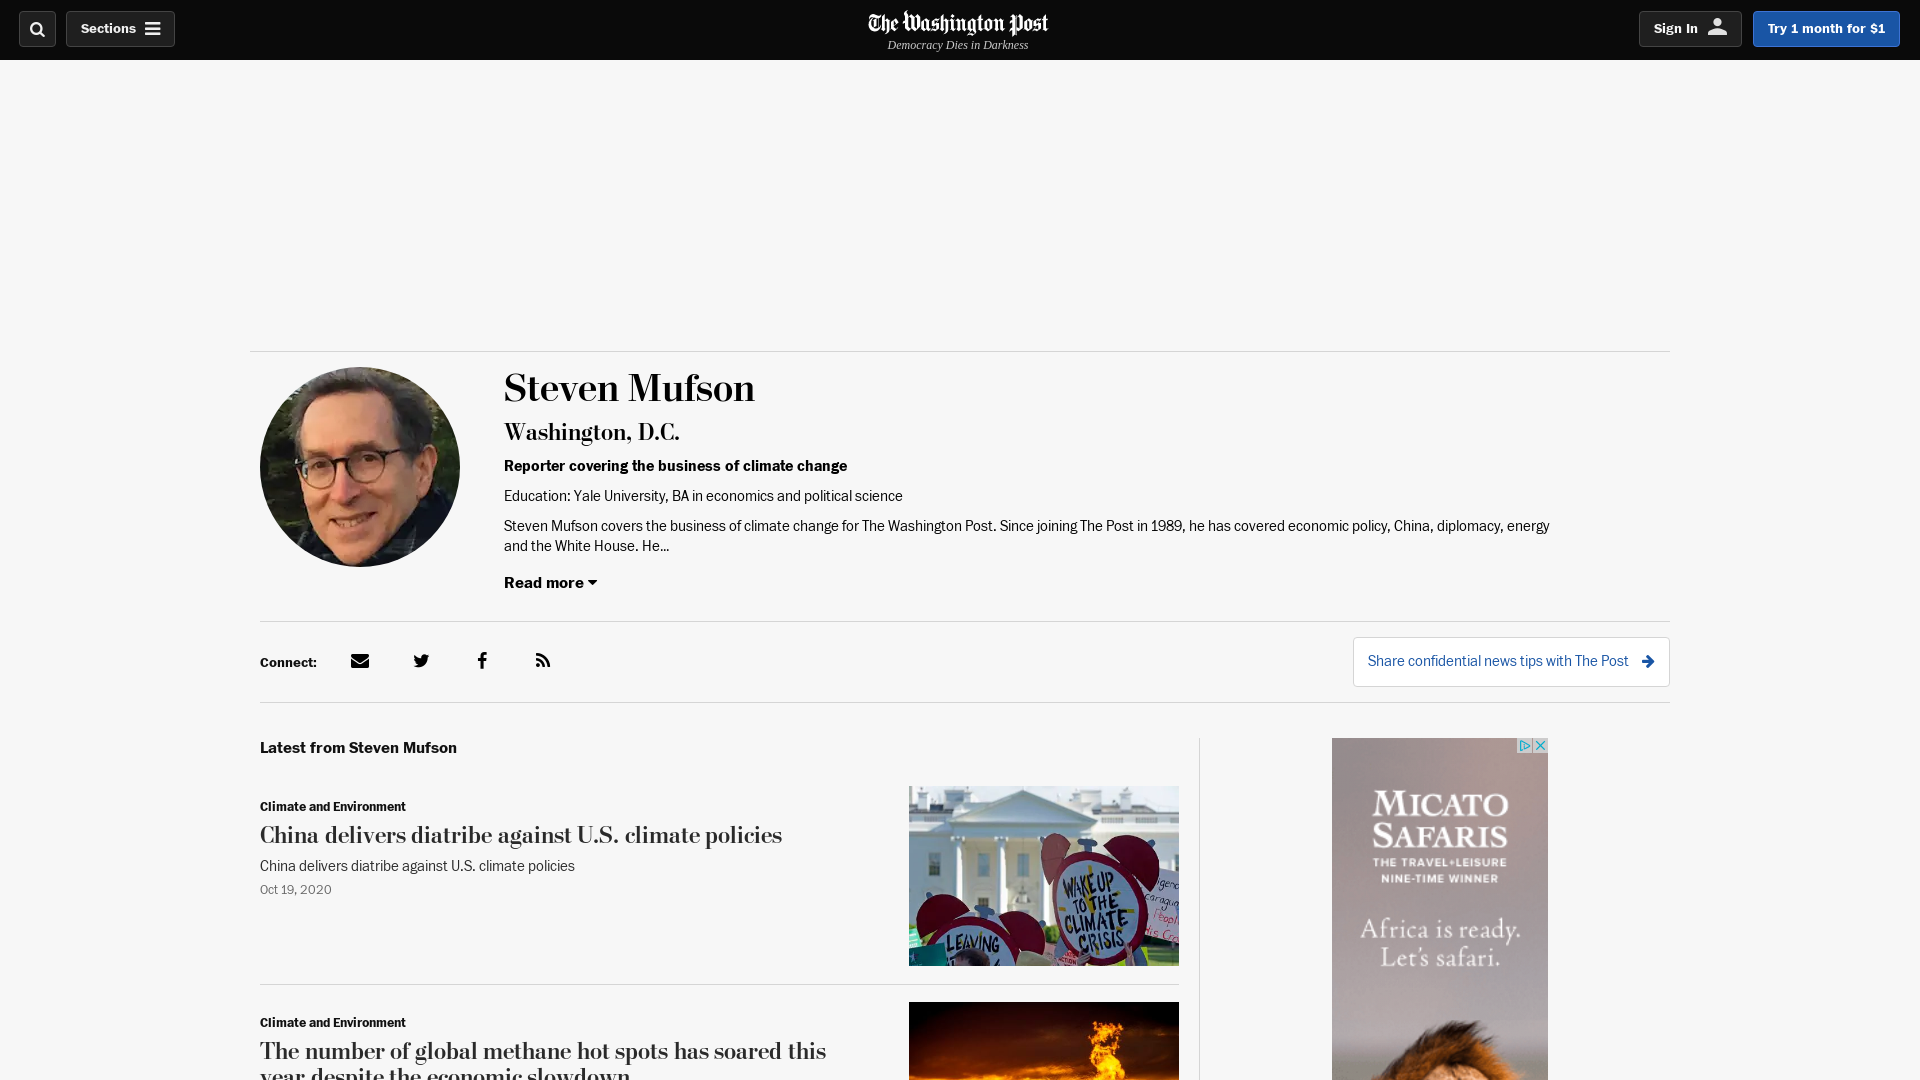 Sections
The Washington Post
Democracy Dies in Darkness
Sign In
Try 1 month for $1
Steven Mufson
Washington, D.C.
Reporter covering the business of climate change
Education: Yale University, BA in economics and political science
Steven Mufson covers the business of climate change for The Washington Post. Since joining The Post in 1989, he has covered economic policy, China, diplomacy, energy
and the White House. He...
Read more
Connect:
Share confidential news tips with The Post
Latest from Steven Mufson
Climate and Environment
China delivers diatribe against U.S. climate policies
China delivers diatribe against U.S. climate policies
Oct 19, 2020
WAKE UP
TO THE
CLIMATE
CRISIS
LEAVING
Climate and Environment
The number of global methane hot spots has soared this
year despite the economic slowdown
MICATO
SAFARIS
THE TRAVEL+LEISURE
NINE-TIME WINNER
Africa is ready.
Let's safari.